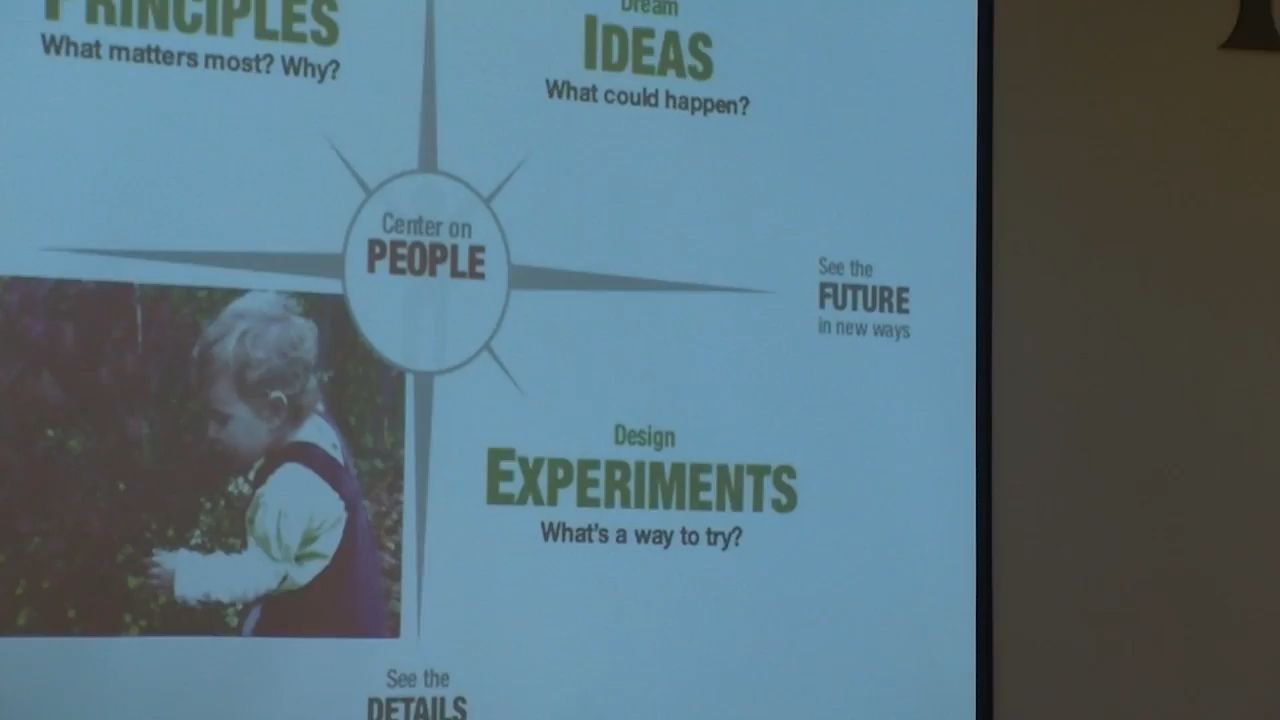 PRINCIPLES
What matters most? Why?
Dream
IDEAS
What could happen?
Center on
PEOPLE
See the
FUTURE
in new ways
Design
EXPERIMENTS
What's a way to try?
See the
DETAILS